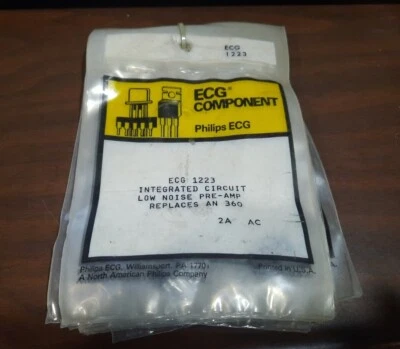 ECG
1223
ECG®
COMPONENT
Philips ECG
ECG 1223
INTEGRATED CIRCUIT
LOW NOISE PRE-AMP
REPLACES AN 360
2A AC
Philips ECG, Williamsport, PA 17701
A North American Philips Company
Printed in U.S.A.